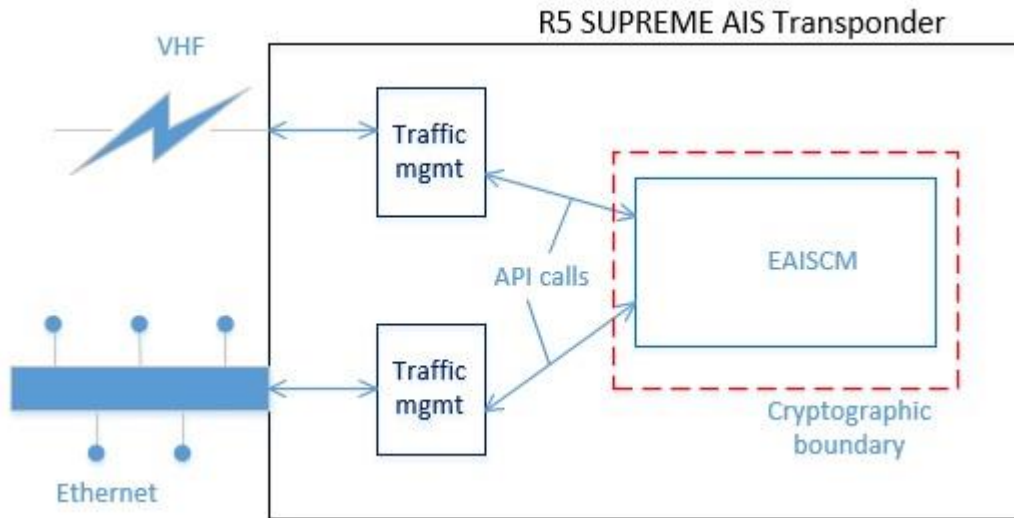 R5 SUPREME AIS Transponder
VHF
Traffic
mgmt
EAISCM
API calls
Traffic
mgmt
Cryptographic
boundary
Ethernet